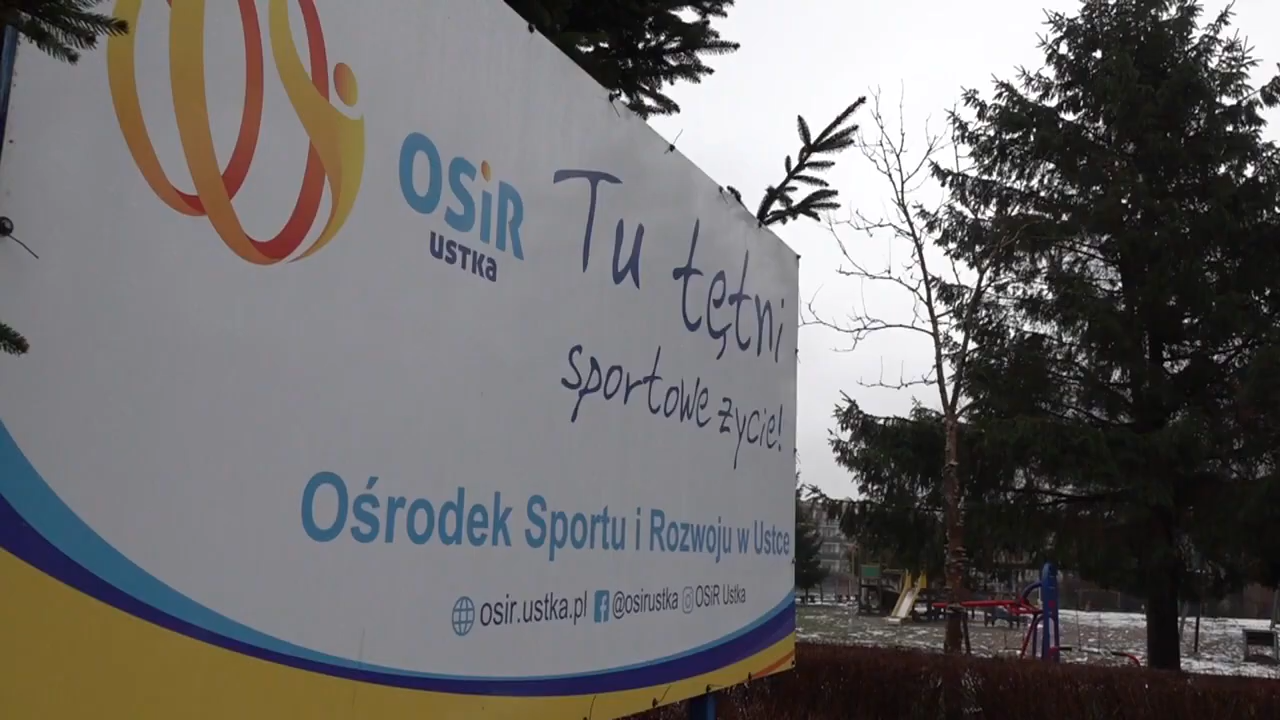 OSiR
USTKa
Tu tętni
sportowe życie!
Ośrodek Sportu i Rozwoju w Ustce
osir.ustka.pl @osirustka OSiR Ustka